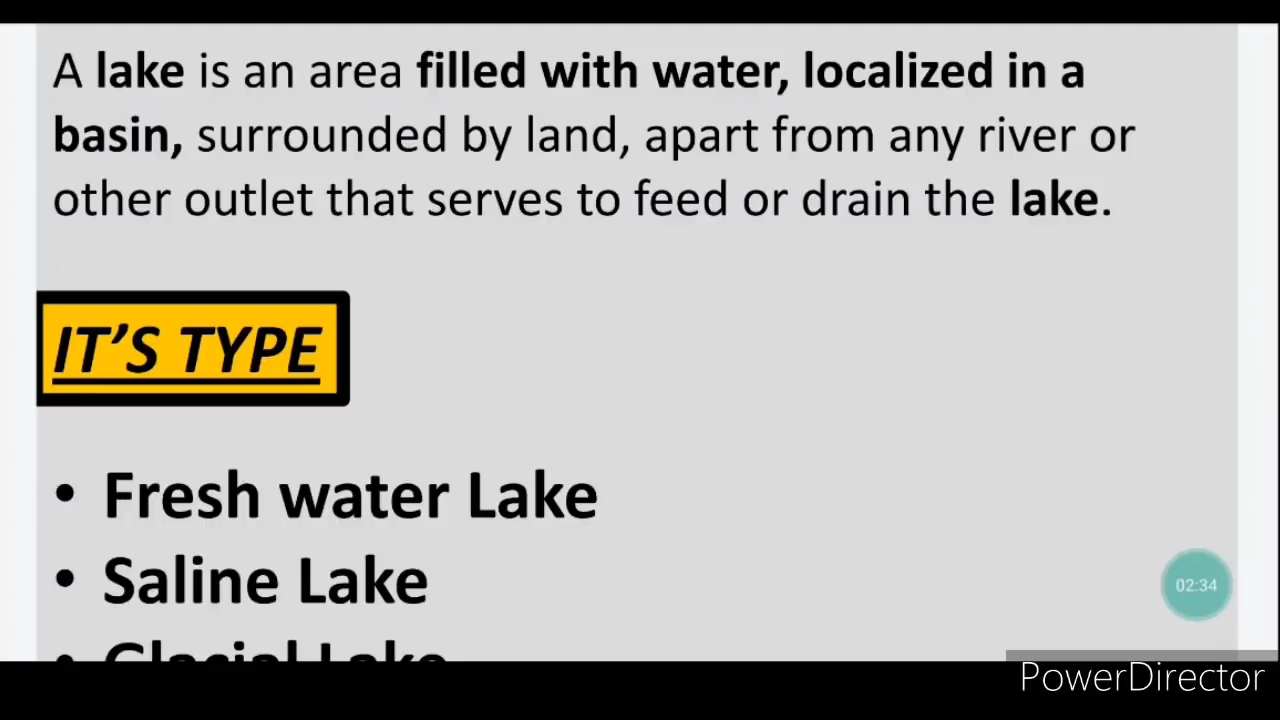 A lake is an area filled with water, localized in a
basin, surrounded by land, apart from any river or
other outlet that serves to feed or drain the lake.
IT’S TYPE
• Fresh water Lake
• Saline Lake
• Glacial Lake
02:34
PowerDirector